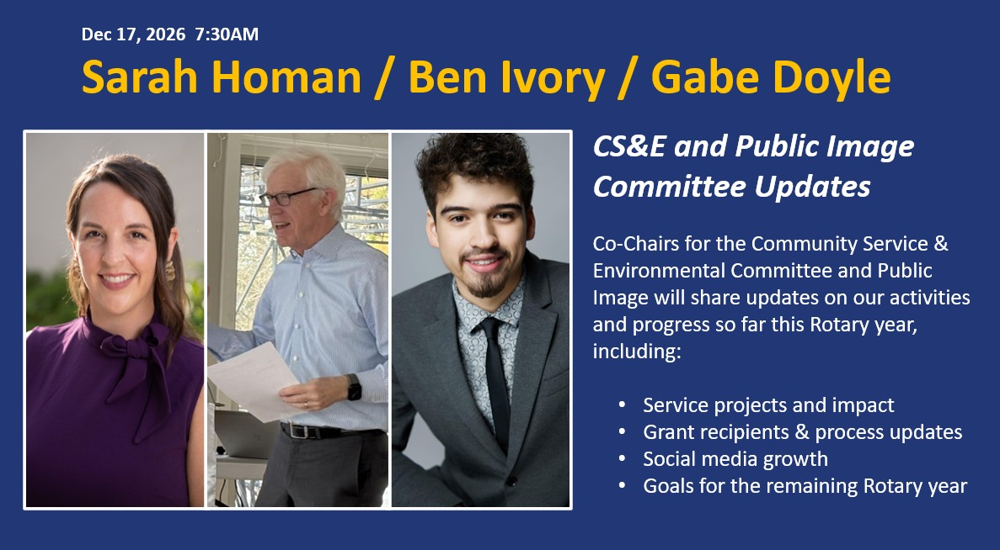 Dec 17, 2026  7:30AM
Sarah Homan / Ben Ivory / Gabe Doyle
CS&E and Public Image
Committee Updates
Co-Chairs for the Community Service &
Environmental Committee and Public
Image will share updates on our activities
and progress so far this Rotary year,
including:
• Service projects and impact
• Grant recipients & process updates
• Social media growth
• Goals for the remaining Rotary year